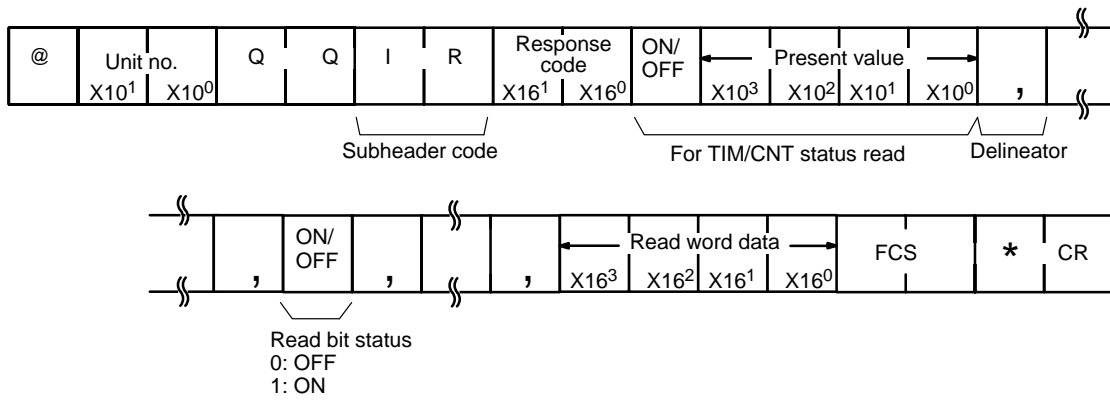 @ Unit no. Q Q I R Response code ON/OFF Present value
X10¹ X10⁰ X16¹ X16⁰ X10³ X10² X10¹ X10⁰ ,
Subheader code For TIM/CNT status read Delineator
, ON/OFF , , Read word data FCS * CR
X16³ X16² X16¹ X16⁰
Read bit status
0: OFF
1: ON